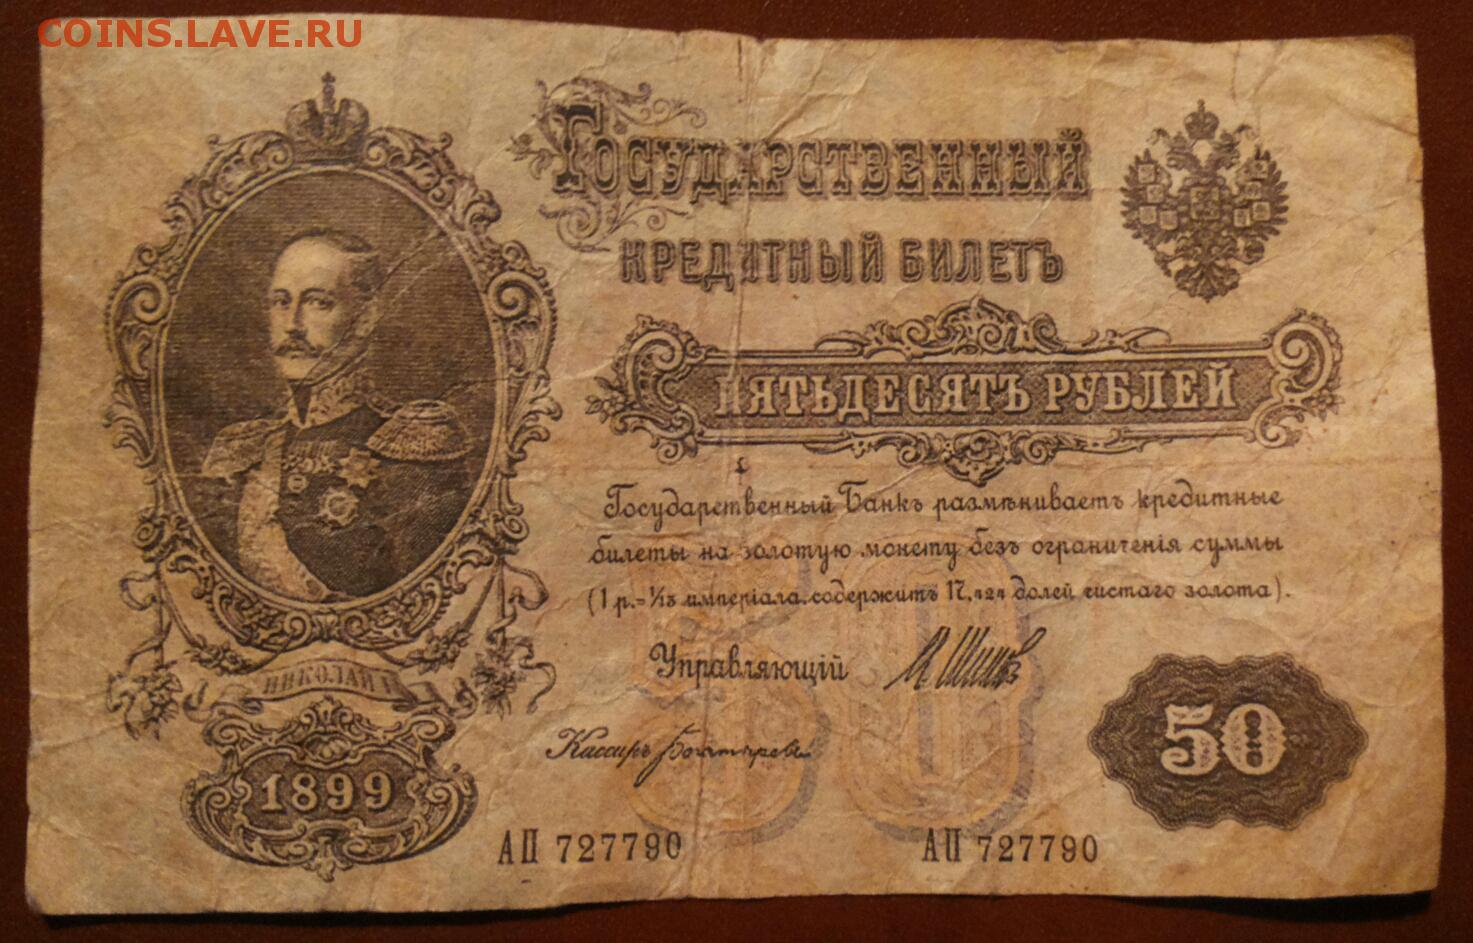 COINS.LAVE.RU
ГОСУДАРСТВЕННЫЙ
КРЕДИТНЫЙ БИЛЕТЪ
ПЯТЬДЕСЯТЪ РУБЛЕЙ
Государственный Банкъ размѣниваетъ кредитные
билеты на золотую монету безъ ограниченія суммы
(1 р.=1/15 имперіала, содержитъ 17,424 долей чистаго золота).
Управляющій
Кассиръ
НИКОЛАЙ I
1899
50
50
АП 727790
АП 727790